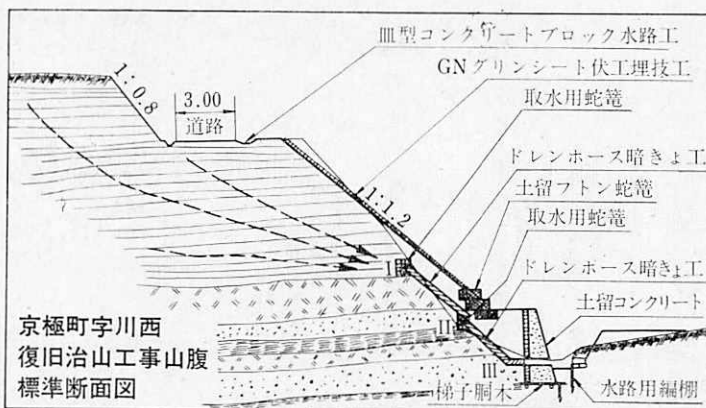 皿型コンクリートブロック水路工
GNグリンシート伏工埋技工
取水用蛇篭
1:0.8
3.00
道路
ドレンホース暗きょ工
1:1.2
土留フトン蛇篭
取水用蛇篭
I
ドレンホース暗きょ工
土留コンクリート
II
III
梯子胴木
水路用編棚
京極町字川西
復旧治山工事山腹
標準断面図